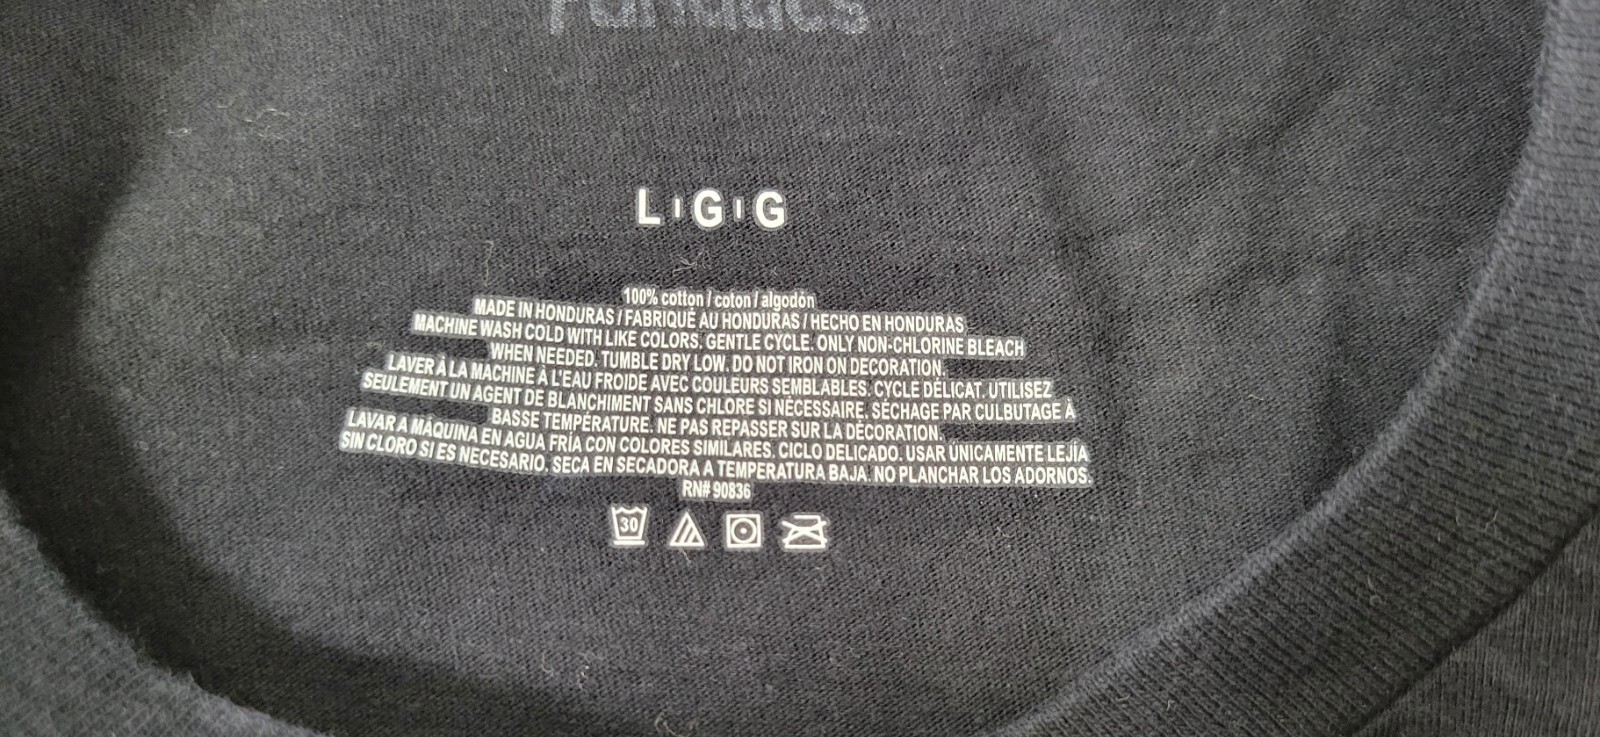 Fanatics
L | G | G
100% cotton / coton / algodón
MADE IN HONDURAS / FABRIQUÉ AU HONDURAS / HECHO EN HONDURAS
MACHINE WASH COLD WITH LIKE COLORS. GENTLE CYCLE. ONLY NON-CHLORINE BLEACH
WHEN NEEDED. TUMBLE DRY LOW. DO NOT IRON ON DECORATION.
LAVER À LA MACHINE À L'EAU FROIDE AVEC COULEURS SEMBLABLES. CYCLE DÉLICAT. UTILISEZ
SEULEMENT UN AGENT DE BLANCHIMENT SANS CHLORE SI NÉCESSAIRE. SÉCHAGE PAR CULBUTAGE À
BASSE TEMPÉRATURE. NE PAS REPASSER SUR LA DÉCORATION.
LAVAR A MÁQUINA EN AGUA FRÍA CON COLORES SIMILARES. CICLO DELICADO. USAR ÚNICAMENTE LEJÍA
SIN CLORO SI ES NECESARIO. SECA EN SECADORA A TEMPERATURA BAJA. NO PLANCHAR LOS ADORNOS.
RN# 90836
30